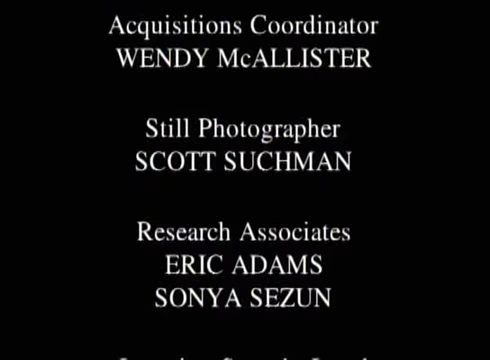 Acquisitions Coordinator
WENDY McALLISTER
Still Photographer
SCOTT SUCHMAN
Research Associates
ERIC ADAMS
SONYA SEZUN